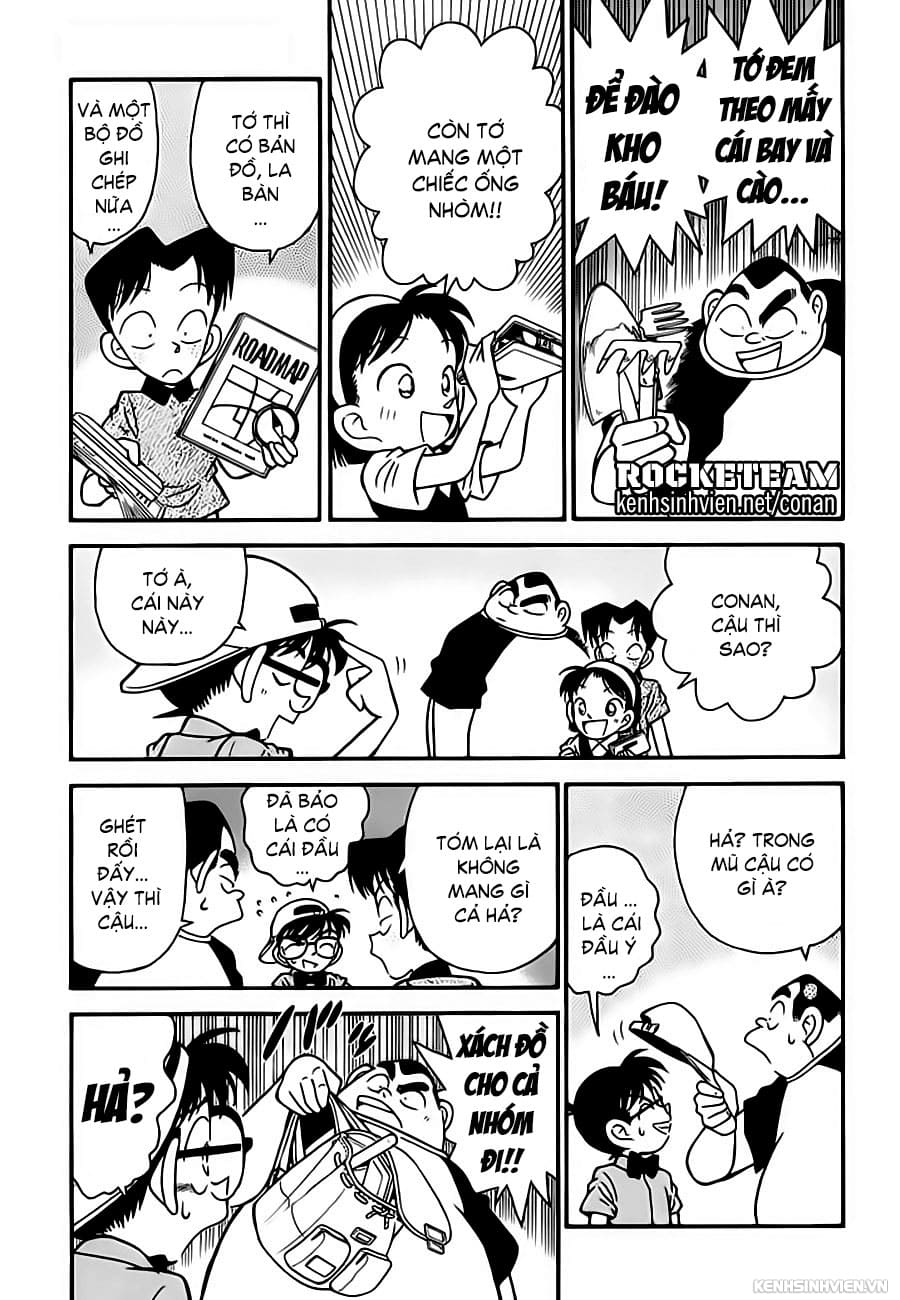 TỚ ĐEM
THEO MẤY
CÁI BAY VÀ
CÀO...
ĐỂ ĐÀO
KHO
BÁU!
ROCKETEAM
kenhsinhvien.net/conan
CÒN TỚ
MANG MỘT
CHIẾC ỐNG
NHÒM!!
TỚ THÌ
CÓ BẢN
ĐỒ, LA
BÀN
...
VÀ MỘT
BỘ ĐỒ
GHI
CHÉP
NỮA
...
ROADMAP
CONAN,
CẬU THÌ
SAO?
TỚ À,
CÁI NÀY
NÀY...
HẢ? TRONG
MŨ CẬU CÓ
GÌ À?
ĐẦU ...
LÀ CÁI
ĐẦU Ý
...
TÓM LẠI LÀ
KHÔNG
MANG GÌ
CẢ HẢ?
ĐÃ BẢO
LÀ CÓ
CÁI ĐẦU
...
GHÉT
RỒI
ĐẤY...
VẬY THÌ
CẬU...
XÁCH ĐỒ
CHO CẢ
NHÓM
ĐI!!
HẢ?
KENHSINHVIEN.VN